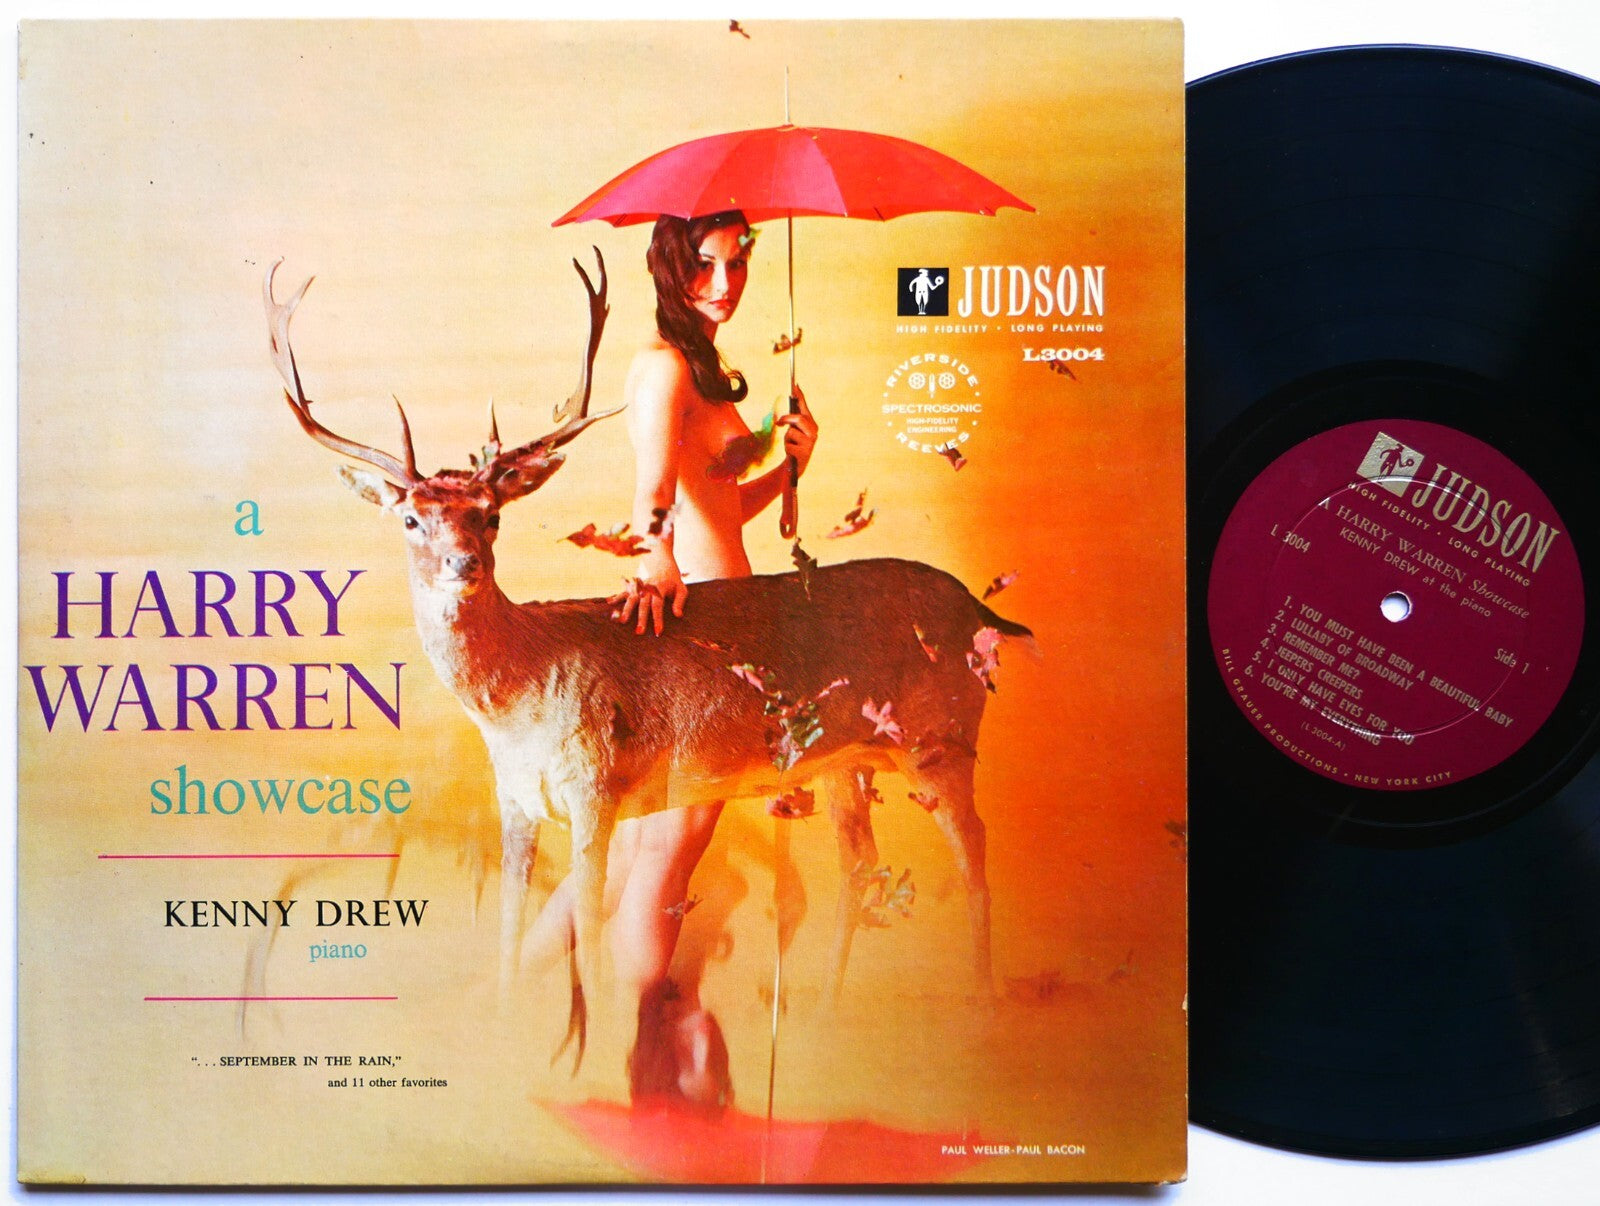 a
HARRY
WARREN
showcase
KENNY DREW
piano
“. . . SEPTEMBER IN THE RAIN,”
and 11 other favorites
JUDSON
HIGH FIDELITY · LONG PLAYING
L3004
RIVERSIDE
SPECTROSONIC
HIGH-FIDELITY
ENGINEERING
REEVES
PAUL WELLER-PAUL BACON
JUDSON
HIGH FIDELITY · LONG PLAYING
L 3004
A HARRY WARREN Showcase
KENNY DREW at the piano
Side 1
1. YOU MUST HAVE BEEN A BEAUTIFUL BABY
2. LULLABY OF BROADWAY
3. REMEMBER ME?
4. JEEPERS CREEPERS
5. I ONLY HAVE EYES FOR YOU
6. YOU'RE MY EVERYTHING
(L 3004-A)
BILL GRAUER PRODUCTIONS · NEW YORK CITY